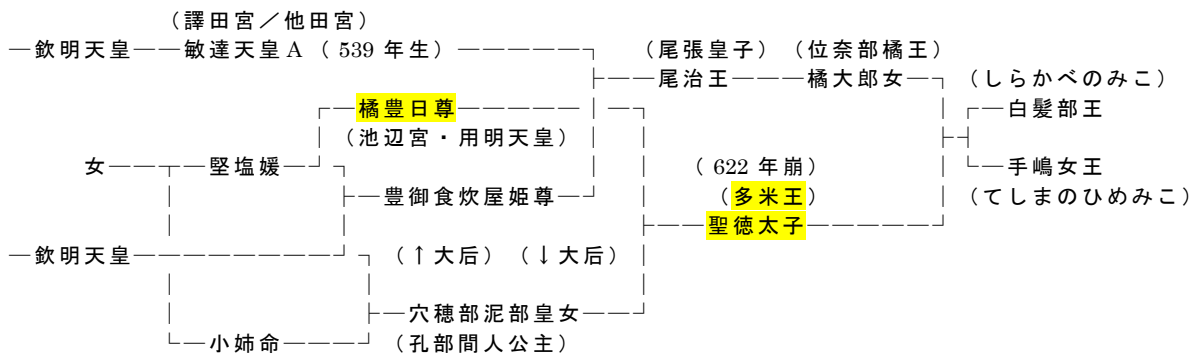 （譯田宮／他田宮）
―欽明天皇――敏達天皇A（539年生）―――――┐　（尾張皇子）（位奈部橘王）
├――尾治王―――橘大郎女―┐　（しらかべのみこ）
┌―橘豊日尊――――― │ ―┐　│　┌―白髪部王
│（池辺宮・用明天皇）│　│　├┤
女――┬―堅塩媛―┘┐　│　│　（622年崩）　│　└―手嶋女王
│　├―豊御食炊屋姫尊―┘　│　（多米王）　│　（てしまのひめみこ）
│　│　├――聖徳太子―――――┘
―欽明天皇―――――――――┐（↑大后）（↓大后）│
│　│　│
│　├―穴穂部泥部皇女――┘
└―小姉命―――┘（孔部間人公主）